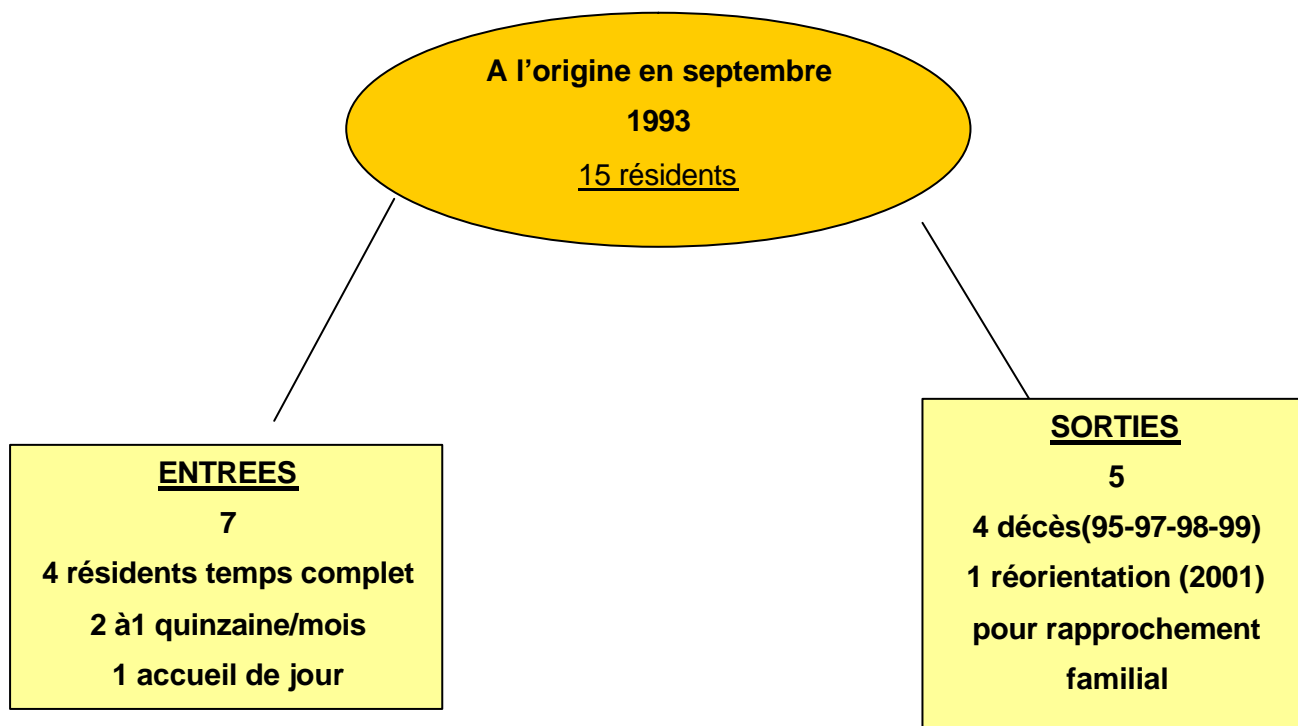 A l’origine en septembre
1993
15 résidents
ENTREES
7
4 résidents temps complet
2 à1 quinzaine/mois
1 accueil de jour
SORTIES
5
4 décès(95-97-98-99)
1 réorientation (2001)
pour rapprochement
familial